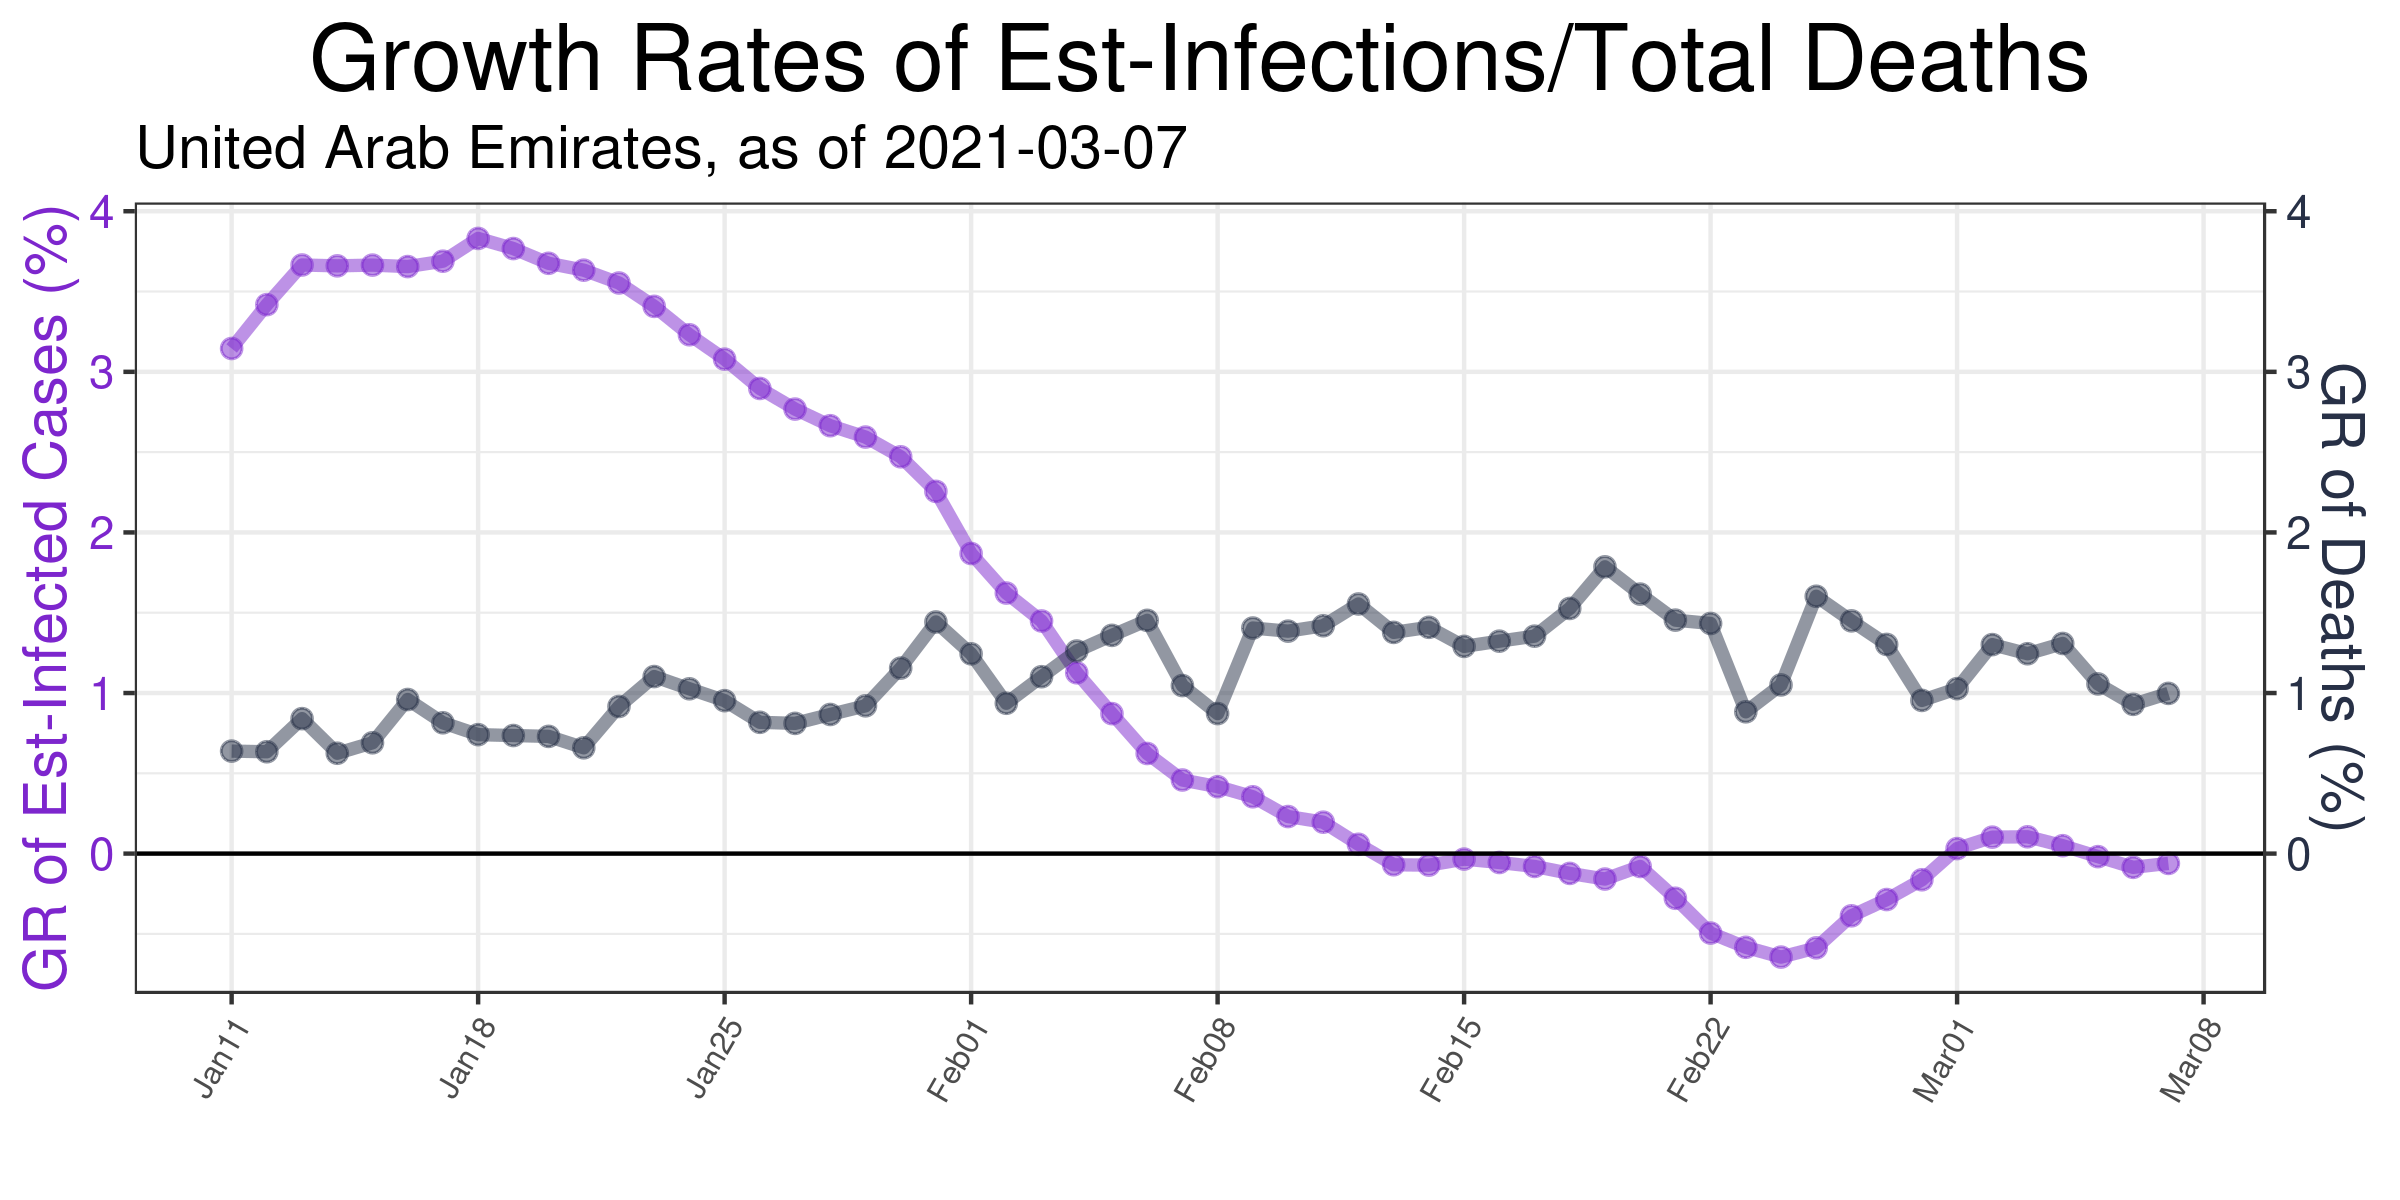 Growth Rates of Est-Infections/Total Deaths
United Arab Emirates, as of 2021-03-07
GR of Est-Infected Cases (%)
4
3
2
1
0
4
3
2
1
0
GR of Deaths (%)
Jan11
Jan18
Jan25
Feb01
Feb08
Feb15
Feb22
Mar01
Mar08